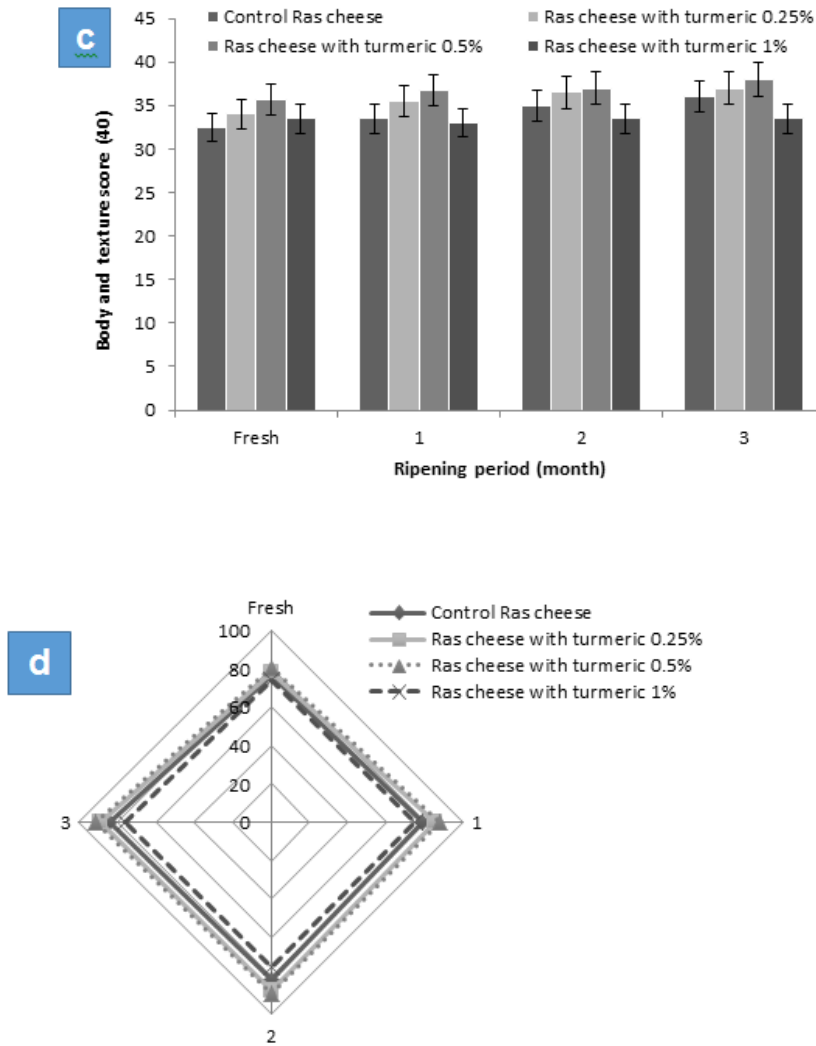 c
Control Ras cheese
Ras cheese with turmeric 0.25%
Ras cheese with turmeric 0.5%
Ras cheese with turmeric 1%
Body and texture score (40)
45
40
35
30
25
20
15
10
5
0
Fresh
1
2
3
Ripening period (month)
d
Fresh
100
80
60
40
20
0
1
2
3
Control Ras cheese
Ras cheese with turmeric 0.25%
Ras cheese with turmeric 0.5%
Ras cheese with turmeric 1%